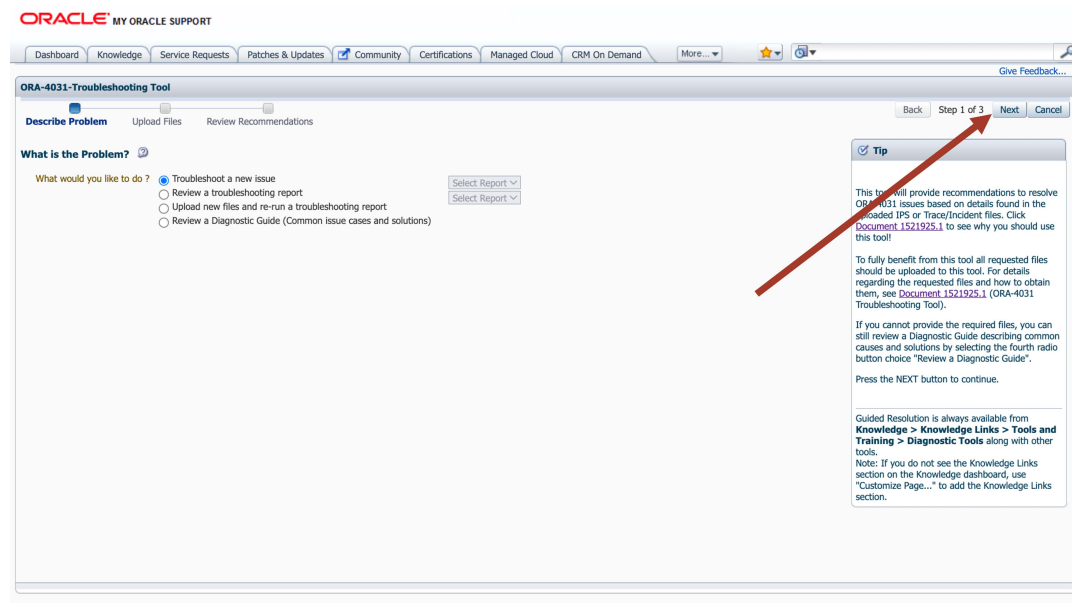 ORACLE MY ORACLE SUPPORT
Dashboard Knowledge Service Requests Patches & Updates Community Certifications Managed Cloud CRM On Demand More...
Give Feedback...
ORA-4031-Troubleshooting Tool
Describe Problem Upload Files Review Recommendations
Back Step 1 of 3 Next Cancel
What is the Problem?
What would you like to do ?
Troubleshoot a new issue
Review a troubleshooting report
Upload new files and re-run a troubleshooting report
Review a Diagnostic Guide (Common issue cases and solutions)
Select Report
Select Report
Tip
This tool will provide recommendations to resolve
ORA-4031 issues based on details found in the
uploaded IPS or Trace/Incident files. Click
Document 1521925.1 to see why you should use
this tool!
To fully benefit from this tool all requested files
should be uploaded to this tool. For details
regarding the requested files and how to obtain
them, see Document 1521925.1 (ORA-4031
Troubleshooting Tool).
If you cannot provide the required files, you can
still review a Diagnostic Guide describing common
causes and solutions by selecting the fourth radio
button choice "Review a Diagnostic Guide".
Press the NEXT button to continue.
Guided Resolution is always available from
Knowledge > Knowledge Links > Tools and
Training > Diagnostic Tools along with other
tools.
Note: If you do not see the Knowledge Links
section on the Knowledge dashboard, use
"Customize Page..." to add the Knowledge Links
section.